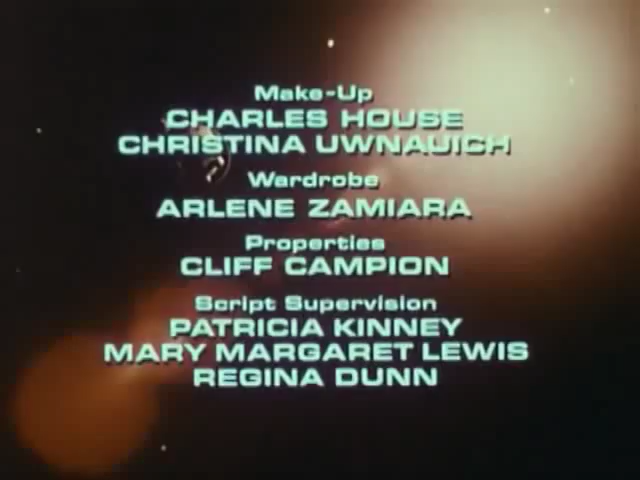 Make-Up
CHARLES HOUSE
CHRISTINA UWNAUICH
Wardrobe
ARLENE ZAMIARA
Properties
CLIFF CAMPION
Script Supervision
PATRICIA KINNEY
MARY MARGARET LEWIS
REGINA DUNN